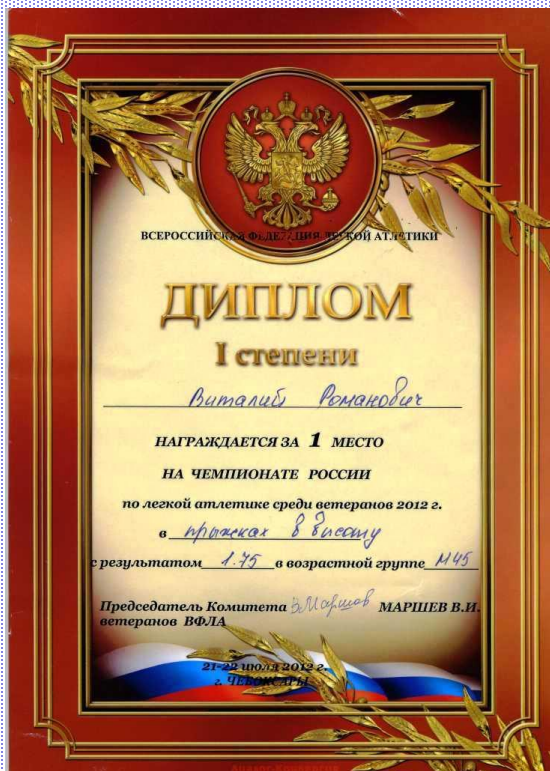 ВСЕРОССИЙСКАЯ ФЕДЕРАЦИЯ ЛЕГКОЙ АТЛЕТИКИ
ДИПЛОМ
I степени
Виталий Романович
НАГРАЖДАЕТСЯ ЗА 1 МЕСТО
НА ЧЕМПИОНАТЕ РОССИИ
по легкой атлетике среди ветеранов 2012 г.
в прыжках в высоту
с результатом 1.75 в возрастной группе М45
Председатель Комитета В.Маршев МАРШЕВ В.И.
ветеранов ВФЛА
21-22 июля 2012 г.
г. ЧЕБОКСАРЫ